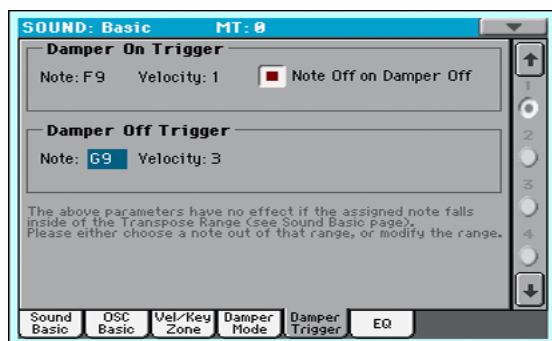 SOUND: Basic MT: 0
Damper On Trigger
Note: F9 Velocity: 1 Note Off on Damper Off
1
Damper Off Trigger
2
Note: G9 Velocity: 3
3
The above parameters have no effect if the assigned note falls
inside of the Transpose Range (see Sound Basic page).
Please either choose a note out of that range, or modify the range.
4
Sound Basic OSC Basic Vel/Key Zone Damper Mode Damper Trigger EQ